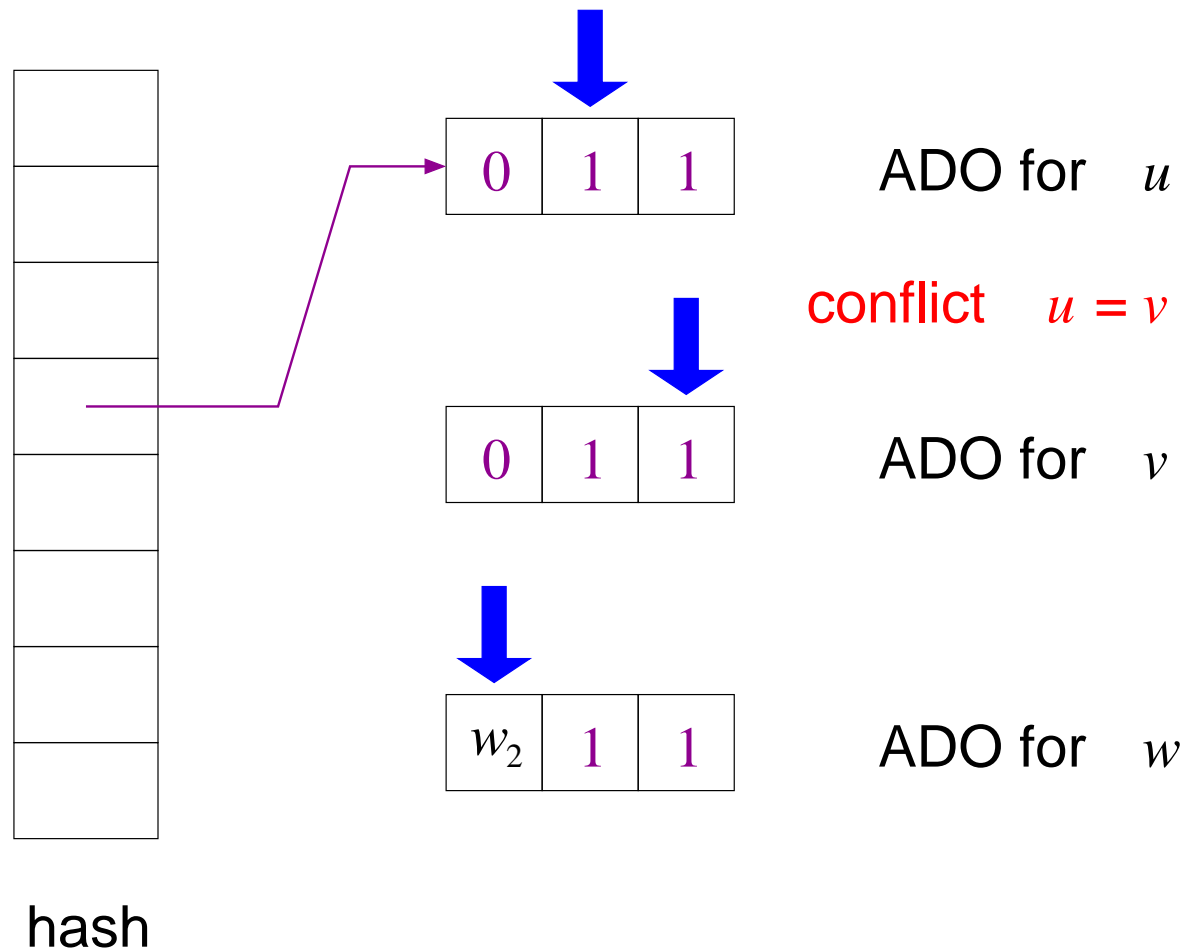 0 1 1 ADO for u
conflict u = v
0 1 1 ADO for v
w₂ 1 1 ADO for w
hash